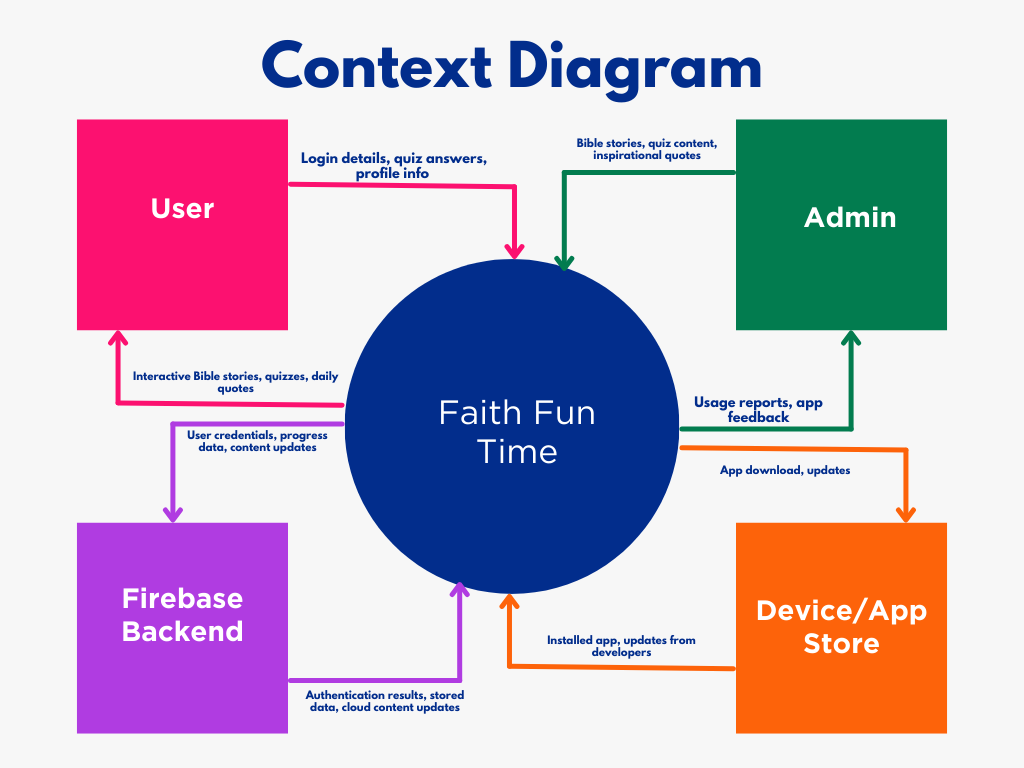 Context Diagram
Login details, quiz answers,
profile info
Bible stories, quiz content,
inspirational quotes
User
Admin
Interactive Bible stories, quizzes, daily
quotes
Faith Fun
Time
Usage reports, app
feedback
User credentials, progress
data, content updates
App download, updates
Firebase
Backend
Device/App
Store
Installed app, updates from
developers
Authentication results, stored
data, cloud content updates